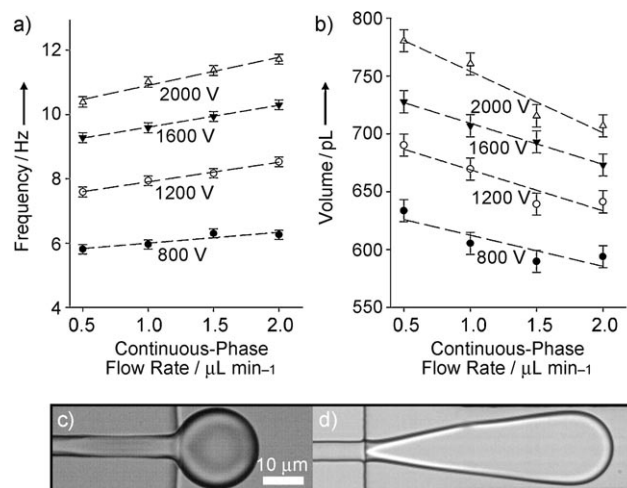 a)
Frequency / Hz
12
10
8
6
4
2000 V
1600 V
1200 V
800 V
0.5 1.0 1.5 2.0
Continuous-Phase
Flow Rate / μL min–1
b)
Volume / pL
800
750
700
650
600
550
2000 V
1600 V
1200 V
800 V
0.5 1.0 1.5 2.0
Continuous-Phase
Flow Rate / μL min–1
c)
10 μm
d)